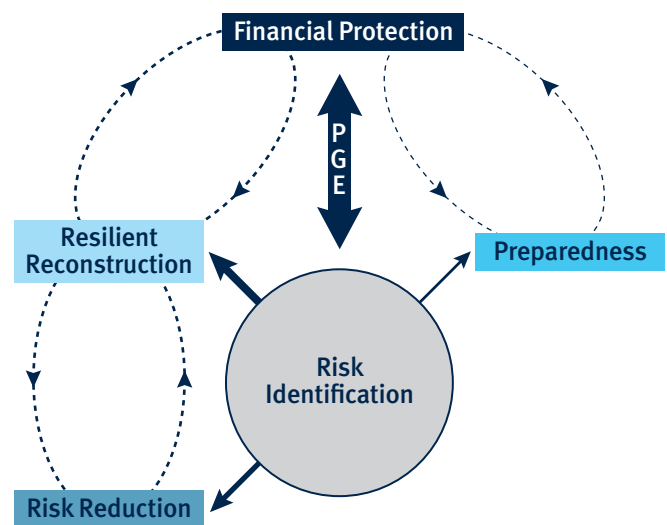 Financial Protection
P
G
E
Resilient
Reconstruction
Preparedness
Risk
Identification
Risk Reduction